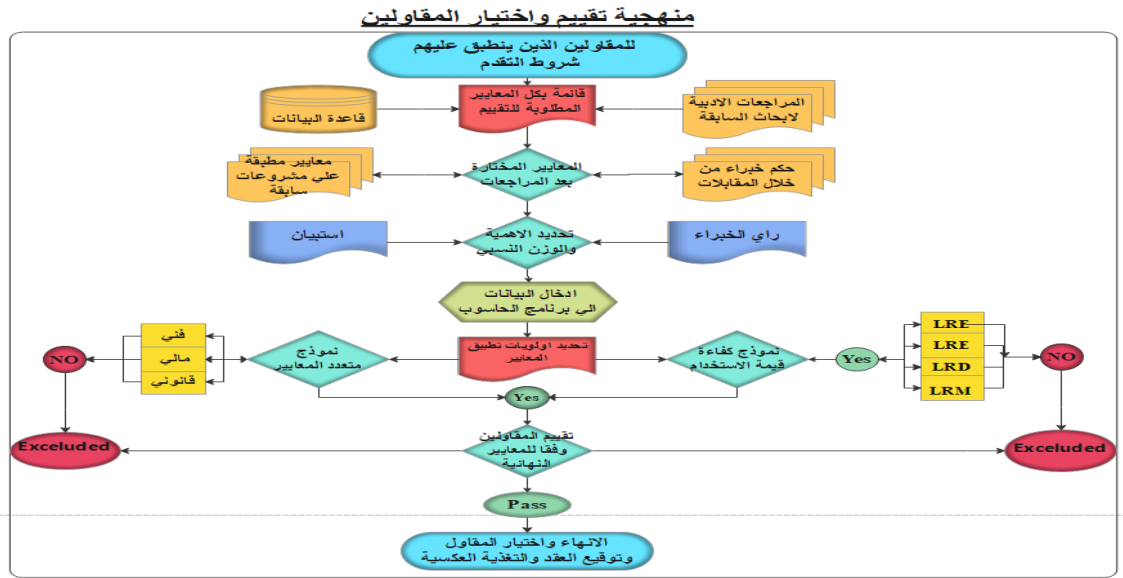 منهجية تقييم واختيار المقاولين
للمقاولين الذين ينطبق عليهم
شروط التقدم
قاعدة البيانات
قائمة بكل المعايير
المطلوبة للتقييم
المراجعات الادبية
لابحاث السابقة
معايير مطبقة
علي مشروعات
سابقة
المعايير المختارة
بعد المراجعات
حكم خبراء من
خلال المقابلات
استبيان
تحديد الاهمية
والوزن النسبي
راي الخبراء
ادخال البيانات
الي برنامج الحاسوب
NO
فني
مالي
قانوني
نموذج
متعدد المعايير
تحديد اولويات تطبيق
المعايير
نموذج كفاءة
قيمة الاستخدام
Yes
LRE
LRE
LRD
LRM
NO
Yes
Exceluded
تقييم المقاولين
وفقا للمعايير
النهائية
Exceluded
Pass
الانهاء واختيار المقاول
وتوقيع العقد والتغذية العكسية